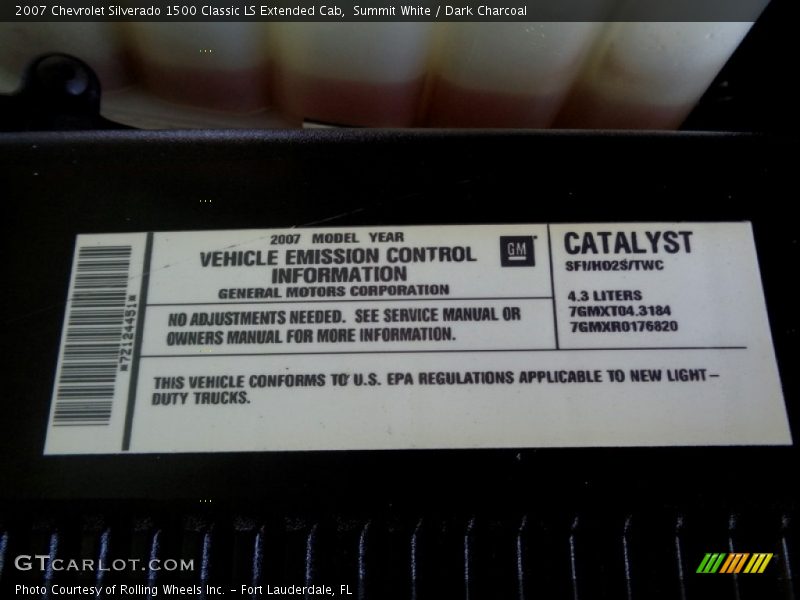 2007 Chevrolet Silverado 1500 Classic LS Extended Cab,  Summit White / Dark Charcoal
2007 MODEL YEAR
VEHICLE EMISSION CONTROL
INFORMATION
GENERAL MOTORS CORPORATION
GM
NO ADJUSTMENTS NEEDED. SEE SERVICE MANUAL OR
OWNERS MANUAL FOR MORE INFORMATION.
CATALYST
SFI/HO2S/TWC
4.3 LITERS
7GMXT04.3184
7GMXR0176820
*7Z124451*
THIS VEHICLE CONFORMS TO U.S. EPA REGULATIONS APPLICABLE TO NEW LIGHT-
DUTY TRUCKS.
GTCARLOT.COM
Photo Courtesy of Rolling Wheels Inc. – Fort Lauderdale, FL